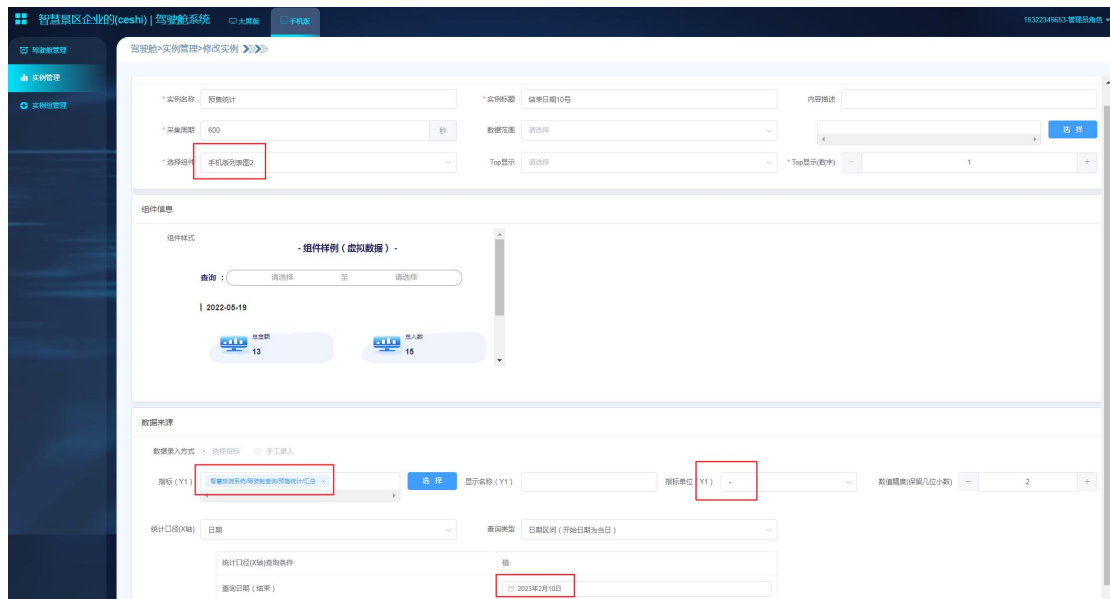 智慧景区企业的(ceshi) | 驾驶舱系统 大屏版 手机版 15322345653-管理员角色
驾驶舱管理 驾驶舱>实例管理>修改实例
实例管理
实例组管理
* 实例名称 预售统计 * 实例标题 结束日期10号 内容描述
* 采集周期 600 秒 数据范围 请选择 选 择
* 选择组件 手机版列表图2 Top显示 请选择 * Top显示(数字) − 1 +
组件信息
组件样式
- 组件样例 ( 虚拟数据 ) -
查询 : 请选择 至 请选择
2022-05-19
总金额 总人数
13 15
数据来源
数据录入方式 选择指标 手工录入
指标 ( Y1 ) 智慧旅游系统/驾驶舱查询/预售统计/汇总 × 选 择 显示名称 ( Y1 ) 指标单位 ( Y1 ) - 数值精度(保留几位小数) − 2 +
统计口径(X轴) 日期 查询类型 日期区间 ( 开始日期为当日 )
统计口径(X轴)查询条件 值
查询日期 ( 结束 ) 2023年2月10日